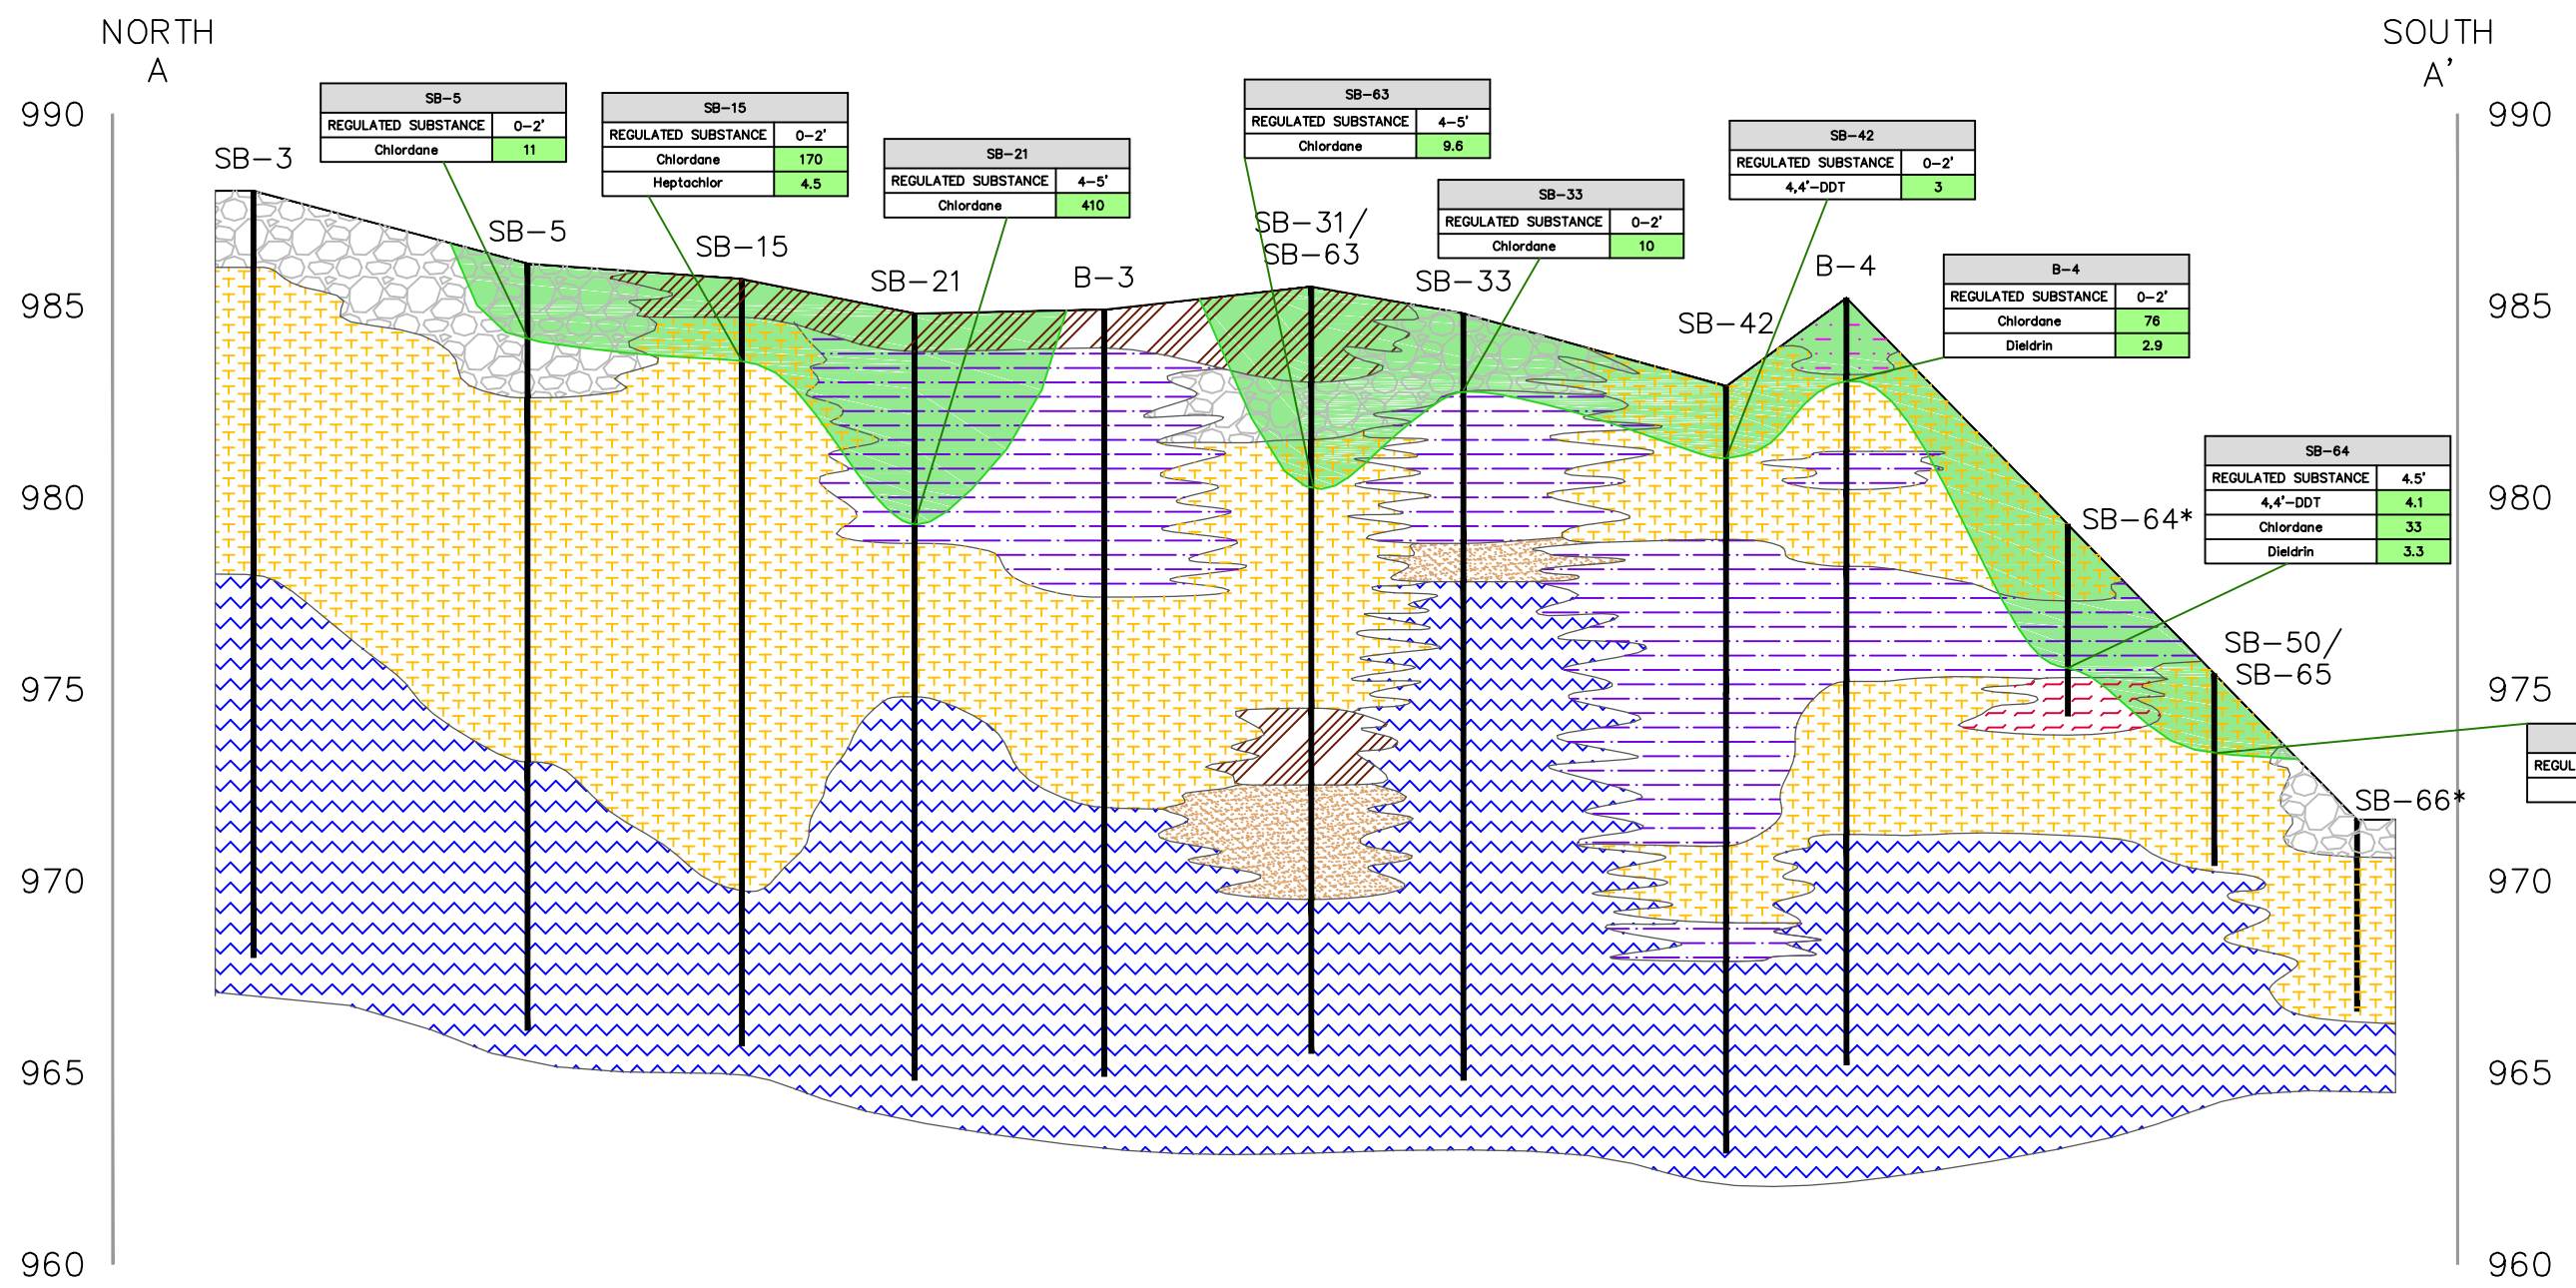 NORTH
A
SOUTH
A'
990
985
980
975
970
965
960
990
985
980
975
970
965
960
SB-3
SB-5
SB-15
SB-21
B-3
SB-31/
SB-63
SB-33
SB-42
B-4
SB-64*
SB-50/
SB-65
SB-66*
SB-5
REGULATED SUBSTANCE 0-2'
Chlordane 11
SB-15
REGULATED SUBSTANCE 0-2'
Chlordane 170
Heptachlor 4.5
SB-21
REGULATED SUBSTANCE 4-5'
Chlordane 410
SB-63
REGULATED SUBSTANCE 4-5'
Chlordane 9.6
SB-33
REGULATED SUBSTANCE 0-2'
Chlordane 10
SB-42
REGULATED SUBSTANCE 0-2'
4,4'-DDT 3
B-4
REGULATED SUBSTANCE 0-2'
Chlordane 76
Dieldrin 2.9
SB-64
REGULATED SUBSTANCE 4.5'
4,4'-DDT 4.1
Chlordane 33
Dieldrin 3.3
REGUL